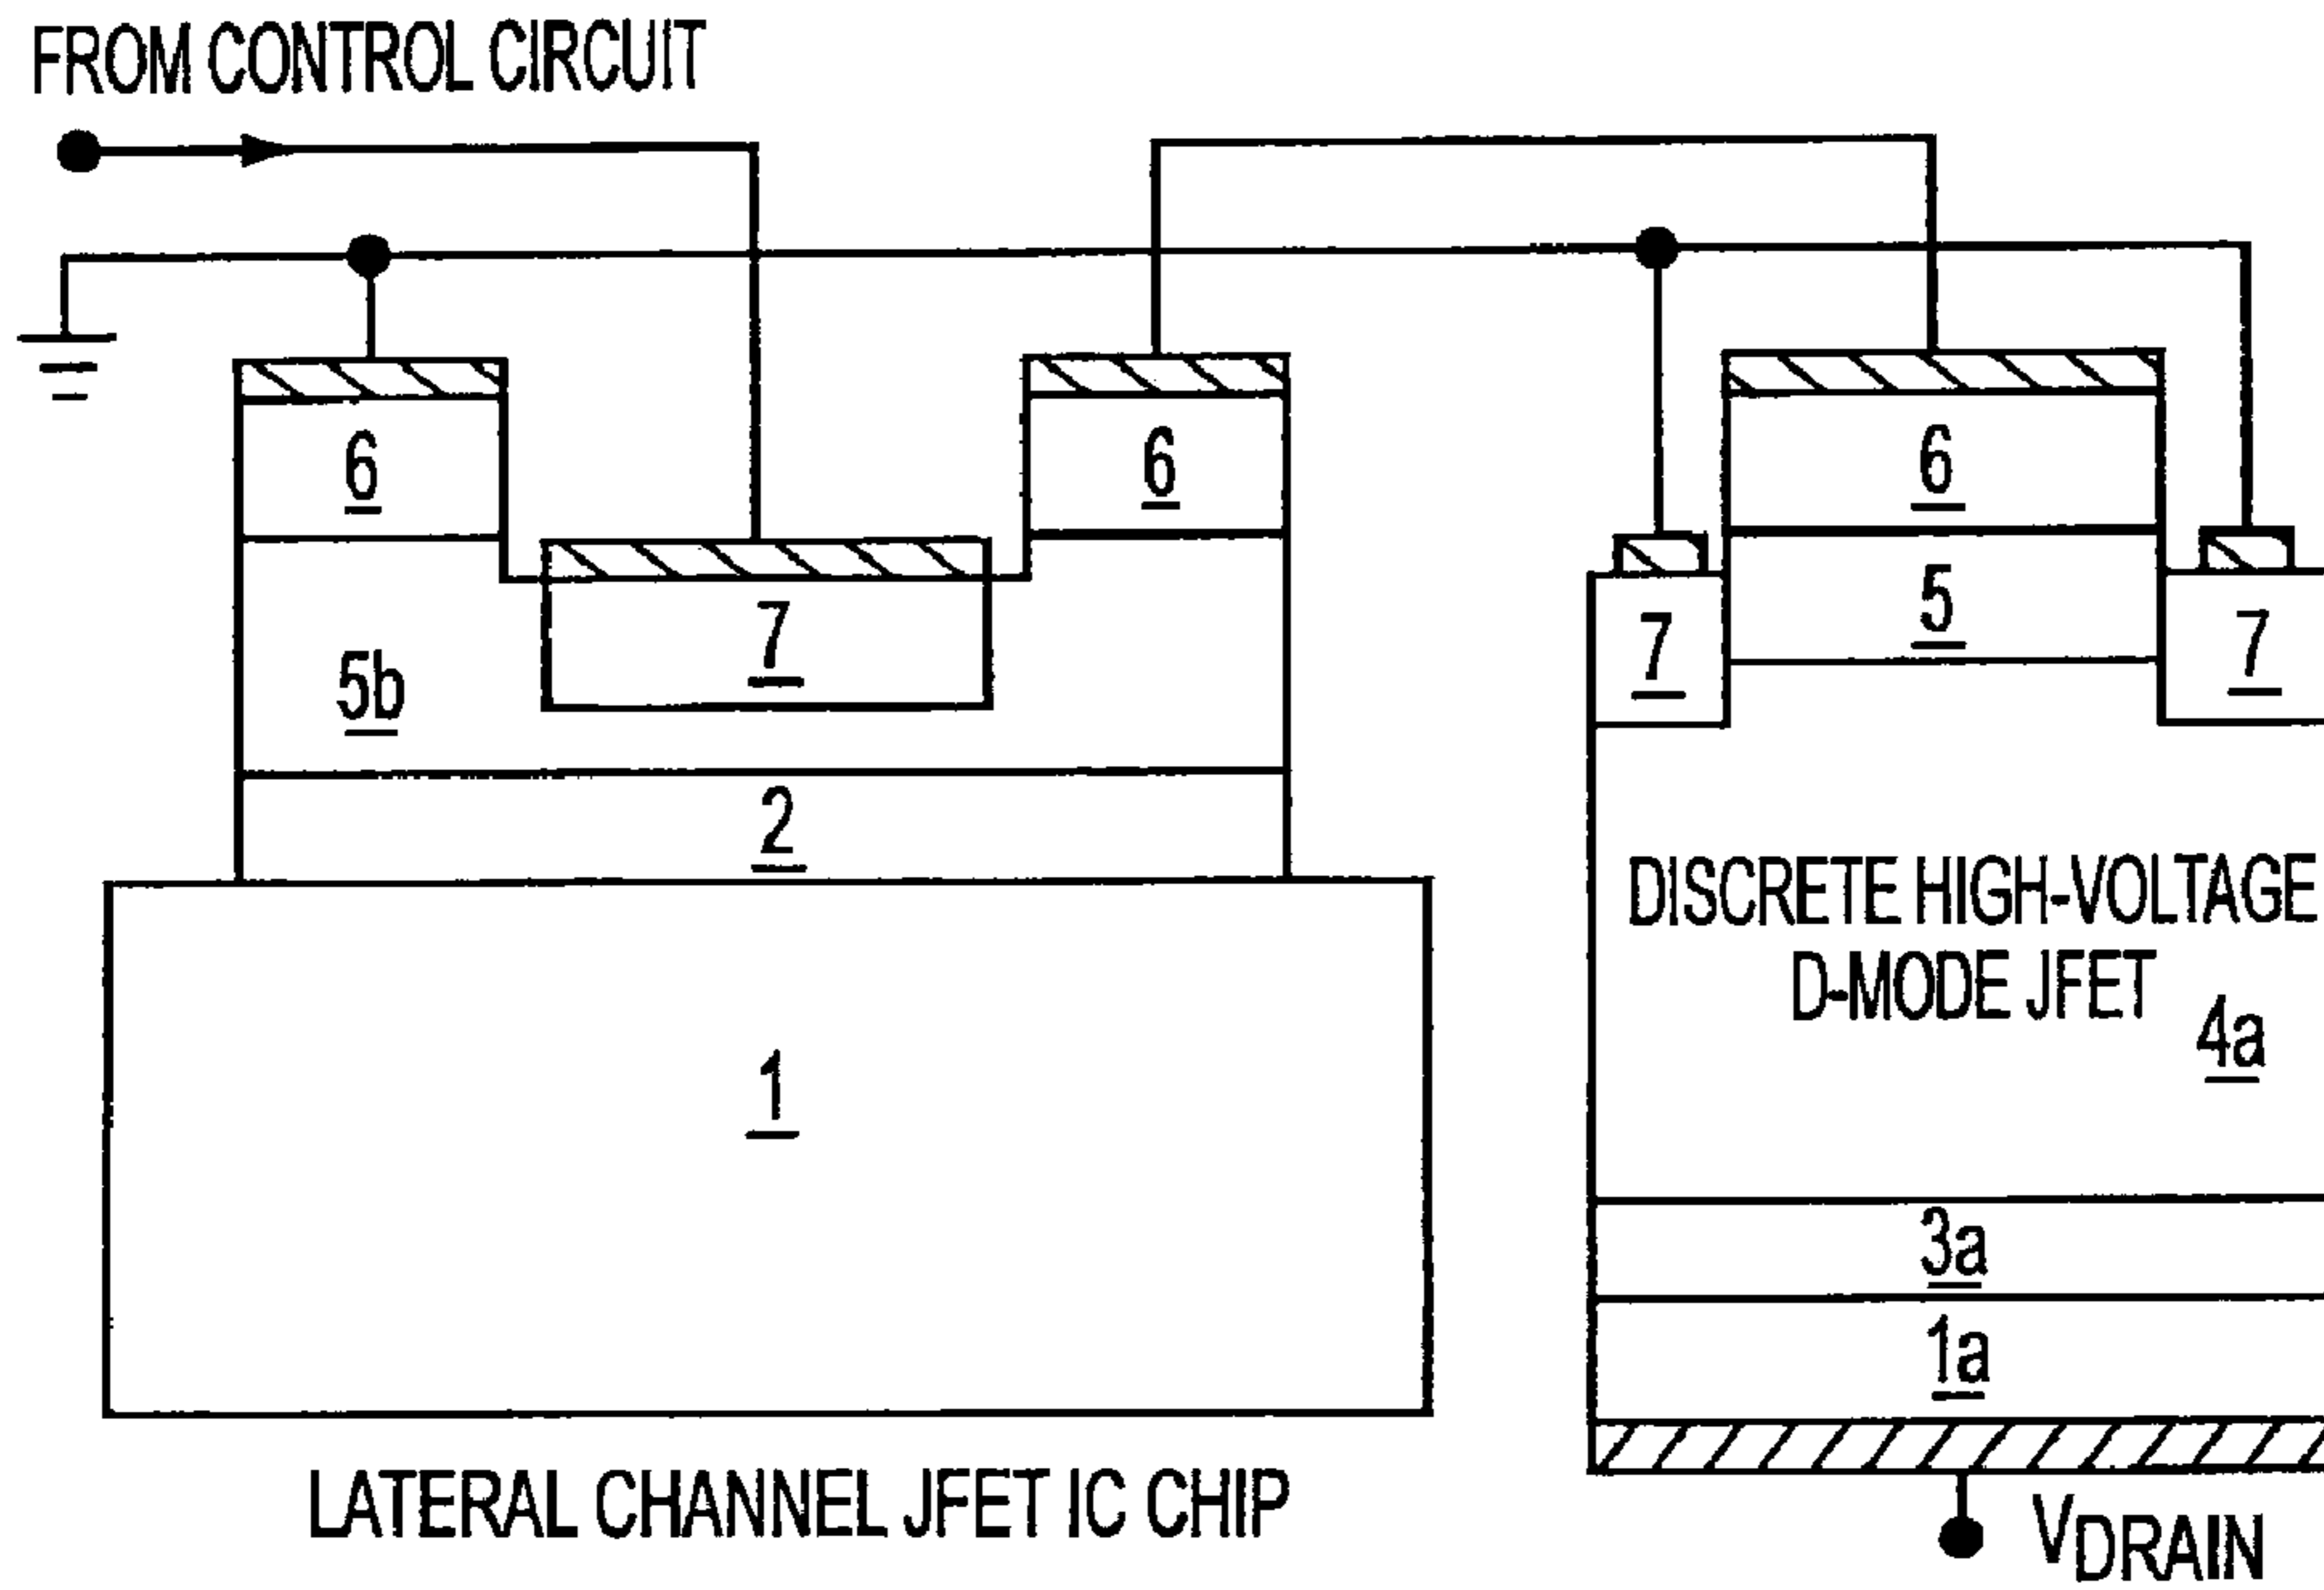 FROM CONTROL CIRCUIT
6
6
6
5
7
7
7
5b
2
DISCRETE HIGH-VOLTAGE
D-MODE JFET
4a
1
3a
1a
LATERAL CHANNEL JFET IC CHIP
VDRAIN